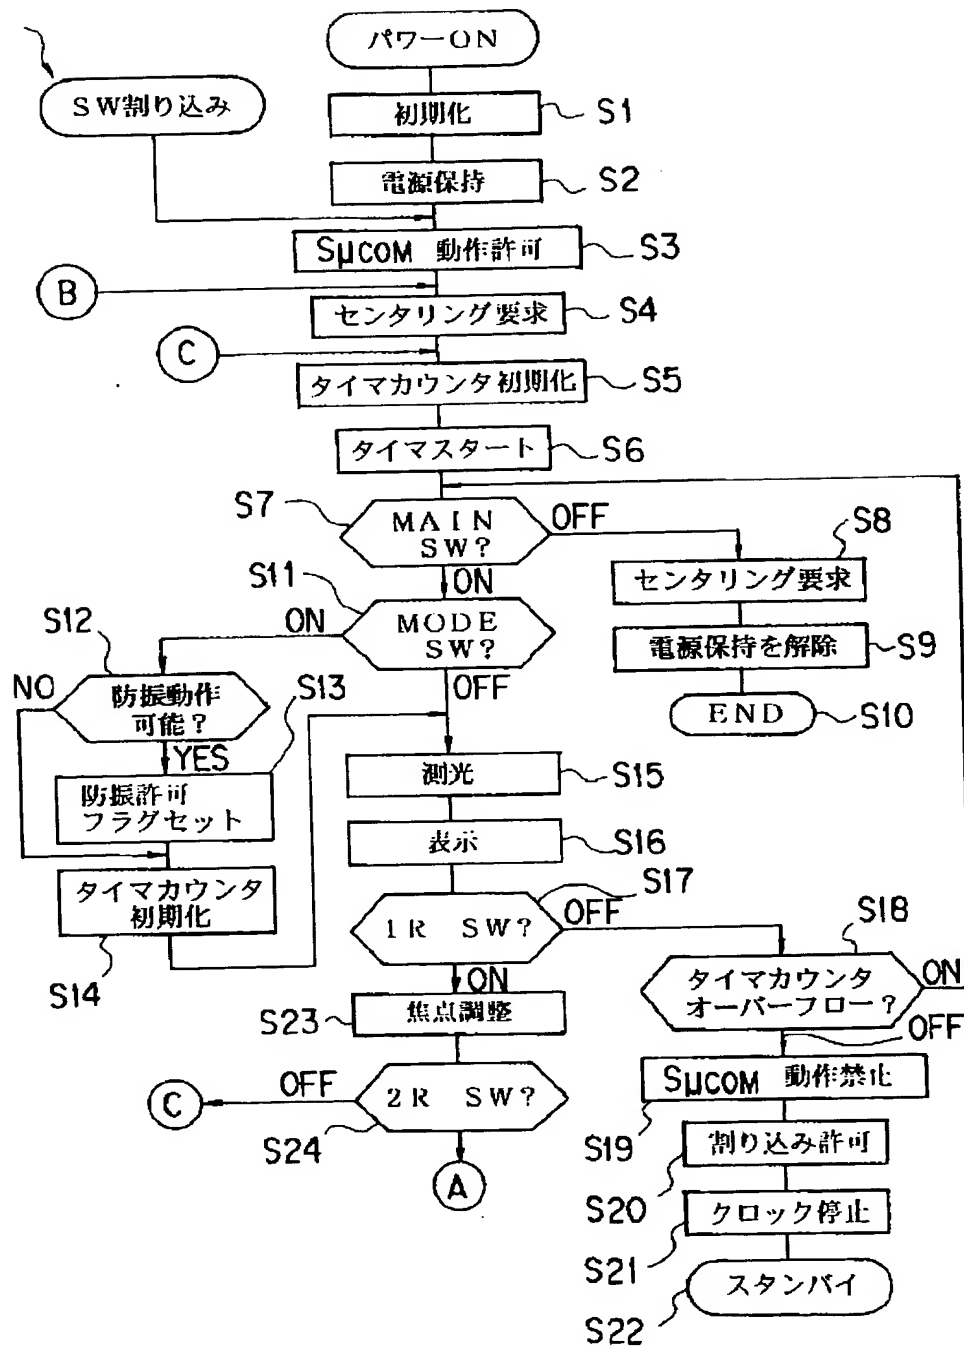 パワーON
SW割り込み
初期化
S1
電源保持
S2
SμCOM 動作許可
S3
B
センタリング要求
S4
C
タイマカウンタ初期化
S5
タイマスタート
S6
S7
MAIN
SW?
OFF
S8
センタリング要求
ON
S11
MODE
SW?
ON
S12
電源保持を解除
S9
OFF
NO
防振動作
可能?
S13
END
S10
YES
防振許可
フラグセット
測光
S15
表示
S16
タイマカウンタ
初期化
S14
1R SW?
S17
OFF
S18
タイマカウンタ
オーバーフロー?
ON
ON
S23
焦点調整
OFF
SμCOM 動作禁止
S19
C
OFF
2R SW?
S24
割り込み許可
S20
A
クロック停止
S21
スタンバイ
S22